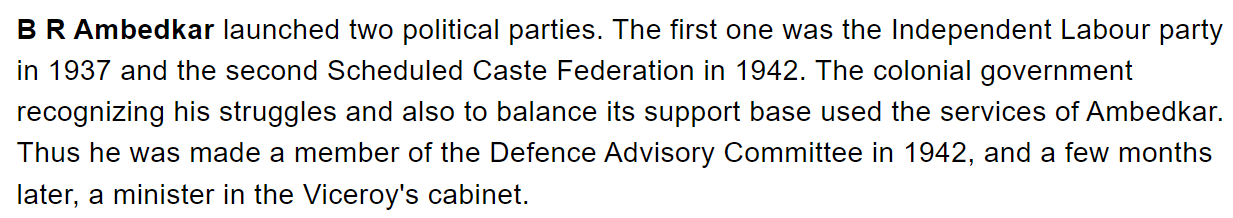 B R Ambedkar launched two political parties. The first one was the Independent Labour party
in 1937 and the second Scheduled Caste Federation in 1942. The colonial government
recognizing his struggles and also to balance its support base used the services of Ambedkar.
Thus he was made a member of the Defence Advisory Committee in 1942, and a few months
later, a minister in the Viceroy's cabinet.